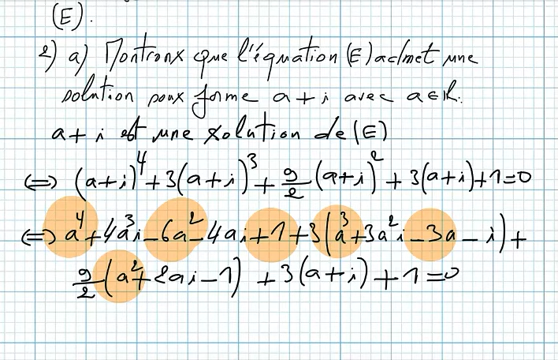 (E).
2) a) Montrons que l'équation (E) admet une
solution sous forme a + i avec a∈ℝ.
a + i est une solution de (E)
⇔ (a+i)⁴ + 3(a+i)³ + 9/2 (a+i)² + 3(a+i) + 1 = 0
⇔ a⁴ + 4a³i - 6a² - 4ai + 1 + 3(a³ + 3a²i - 3a - i) +
9/2 (a² + 2ai - 1) + 3(a+i) + 1 = 0